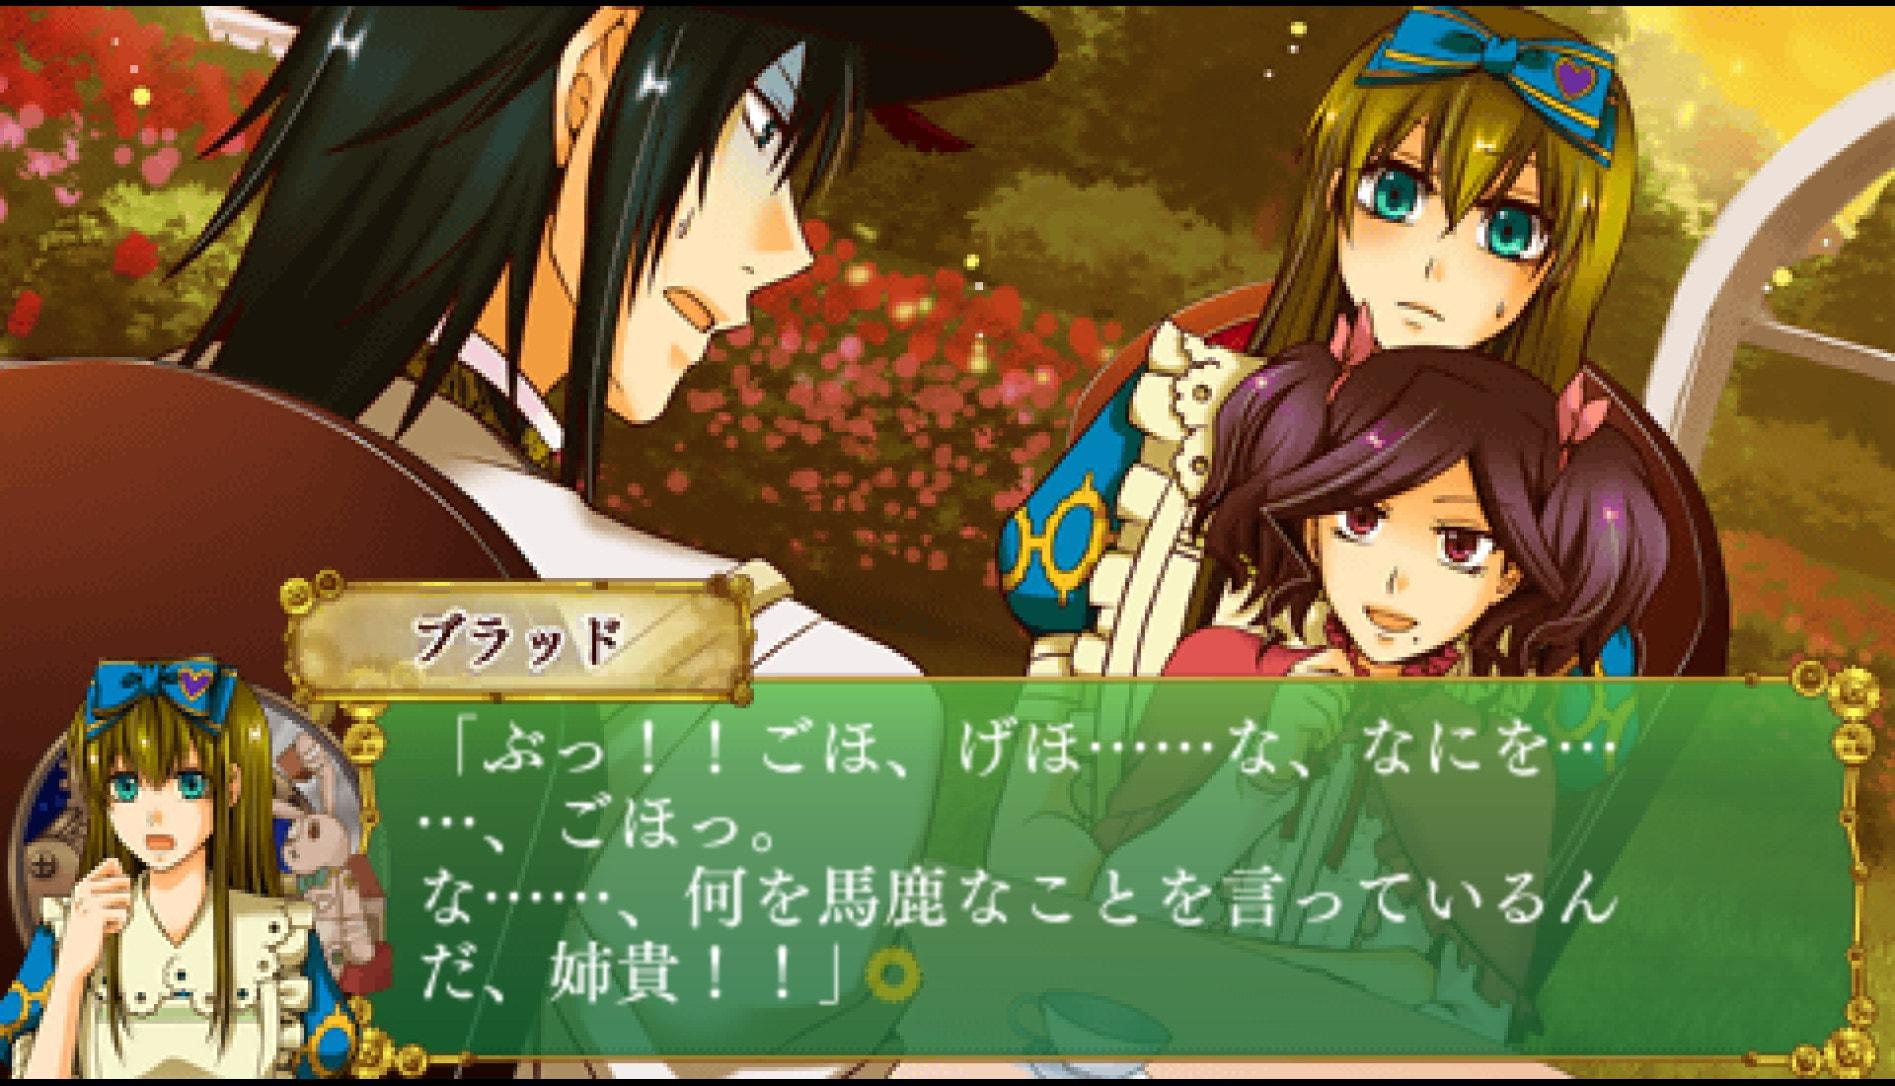 ブラッド
「ぶっ！！ごほ、げほ……な、なにを…
…、ごほっ。
な……、何を馬鹿なことを言っているん
だ、姉貴！！」